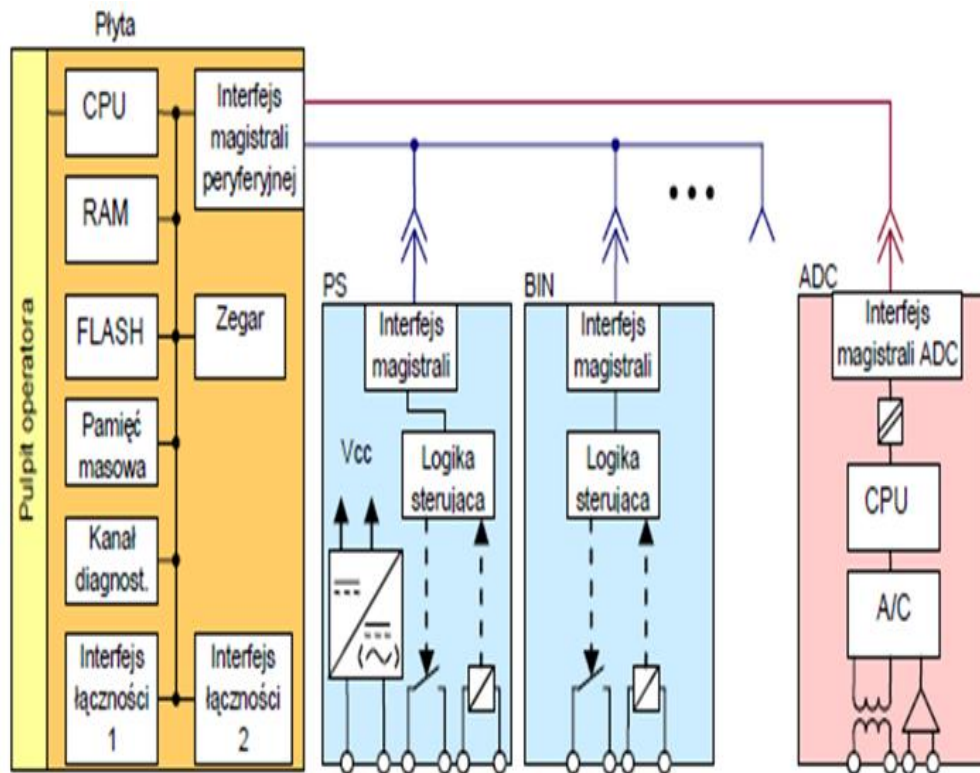 Płyta
Pulpit operatora
CPU
Interfejs
magistrali
peryferyjnej
RAM
FLASH
Zegar
Pamięć
masowa
Kanał
diagnost.
Interfejs
łączności
1
Interfejs
łączności
2
PS
Interfejs
magistrali
Vcc
Logika
sterująca
BIN
Interfejs
magistrali
Logika
sterująca
ADC
Interfejs
magistrali ADC
CPU
A/C